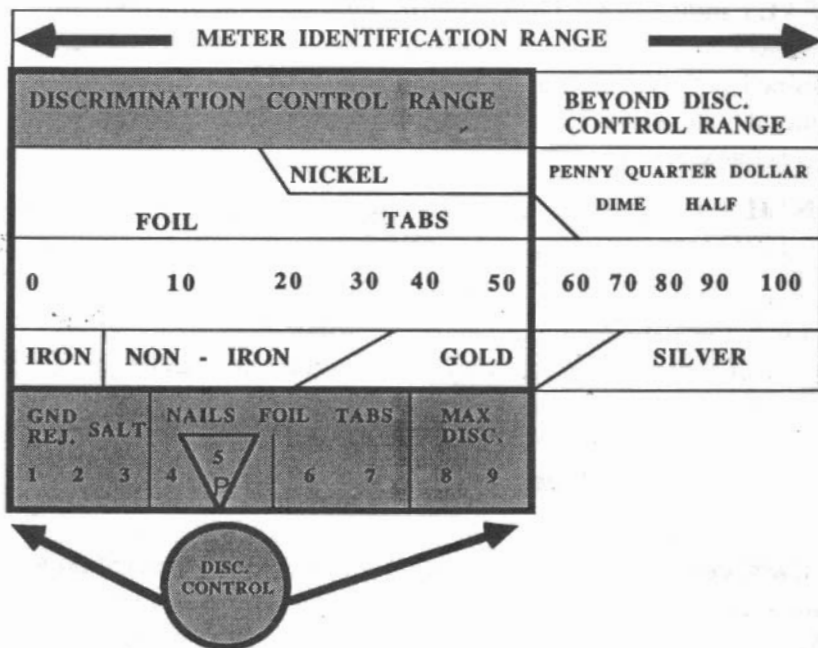 METER IDENTIFICATION RANGE
DISCRIMINATION CONTROL RANGE
BEYOND DISC.
CONTROL RANGE
NICKEL
PENNY QUARTER DOLLAR
DIME HALF
FOIL TABS
0 10 20 30 40 50 60 70 80 90 100
IRON NON - IRON GOLD SILVER
GND
REJ. SALT
NAILS FOIL TABS
MAX
DISC.
1 2 3 4 5 6 7 8 9
P
DISC.
CONTROL